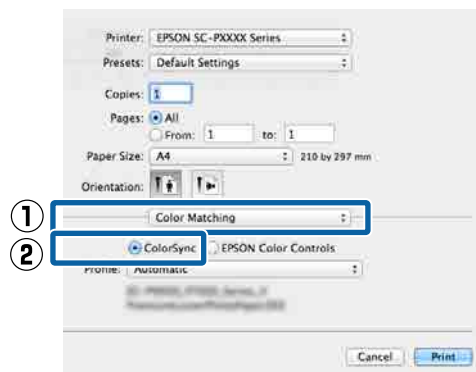 Printer: EPSON SC-PXXXX Series
Presets: Default Settings
Copies: 1
Pages: All
From: 1 to: 1
Paper Size: A4 210 by 297 mm
Orientation:
1 Color Matching
2 ColorSync EPSON Color Controls
Profile: Automatic
Cancel Print